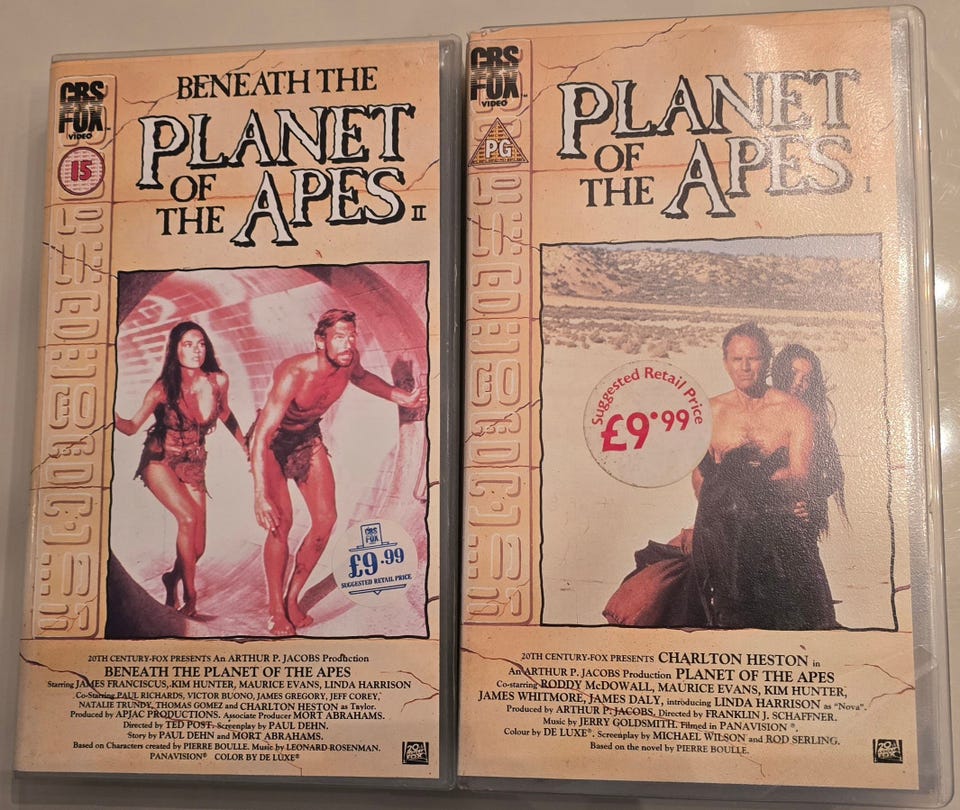 CBS
FOX
VIDEO
15
BENEATH THE
PLANET
OF
THE APES II
CBS
FOX
£9.99
SUGGESTED RETAIL PRICE
20TH CENTURY-FOX PRESENTS An ARTHUR P. JACOBS Production
BENEATH THE PLANET OF THE APES
Starring JAMES FRANCISCUS, KIM HUNTER, MAURICE EVANS, LINDA HARRISON
Co-Starring PAUL RICHARDS, VICTOR BUONO, JAMES GREGORY, JEFF COREY,
NATALIE TRUNDY, THOMAS GOMEZ and CHARLTON HESTON as Taylor.
Produced by APJAC PRODUCTIONS. Associate Producer MORT ABRAHAMS.
Directed by TED POST. Screenplay by PAUL DEHN.
Story by PAUL DEHN and MORT ABRAHAMS.
Based on Characters created by PIERRE BOULLE. Music by LEONARD ROSENMAN.
PANAVISION® COLOR BY DE LUXE®
20TH CENTURY FOX
CBS
FOX
VIDEO
PG
PLANET
OF
THE APES I
Suggested Retail Price
£9.99
20TH CENTURY-FOX PRESENTS CHARLTON HESTON in
An ARTHUR P. JACOBS Production PLANET OF THE APES
Co-starring RODDY McDOWALL, MAURICE EVANS, KIM HUNTER,
JAMES WHITMORE, JAMES DALY, introducing LINDA HARRISON as "Nova".
Produced by ARTHUR P. JACOBS, Directed by FRANKLIN J. SCHAFFNER.
Music by JERRY GOLDSMITH. Filmed in PANAVISION®.
Colour by DE LUXE®. Screenplay by MICHAEL WILSON and ROD SERLING.
Based on the novel by PIERRE BOULLE.
20TH CENTURY FOX